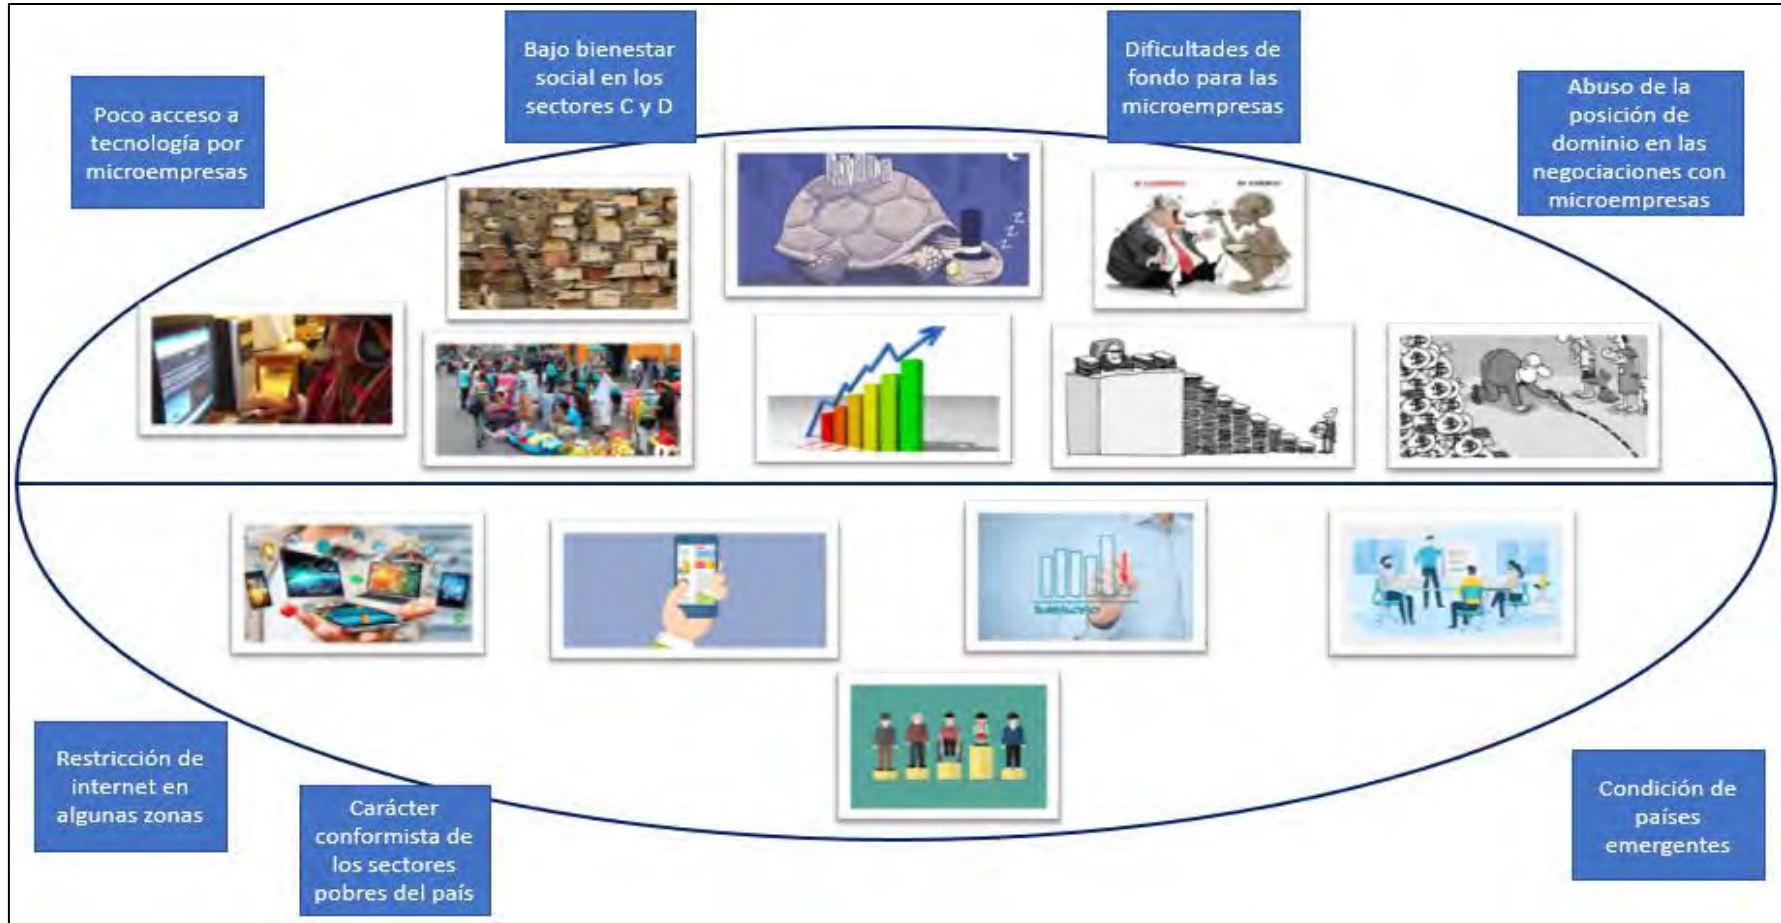 Bajo bienestar
social en los
sectores C y D
Dificultades de
fondo para las
microempresas
Poco acceso a
tecnología por
microempresas
Abuso de la
posición de
dominio en las
negociaciones con
microempresas
Restricción de
internet en
algunas zonas
Carácter
conformista de
los sectores
pobres del país
Condición de
países
emergentes